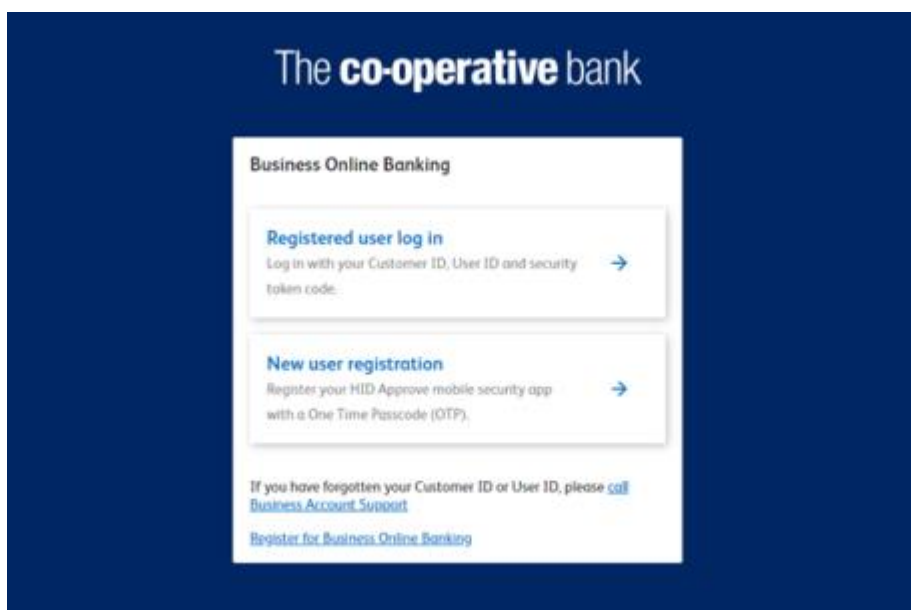 The co-operative bank
Business Online Banking
Registered user log in
Log in with your Customer ID, User ID and security
token code.
New user registration
Register your HID Approve mobile security app
with a One Time Passcode (OTP).
If you have forgotten your Customer ID or User ID, please call
Business Account Support
Register for Business Online Banking